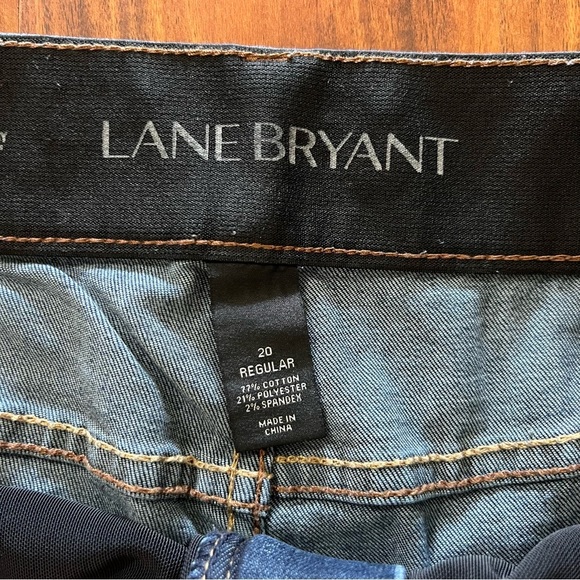 LANE BRYANT
20
REGULAR
77% COTTON
21% POLYESTER
2% SPANDEX
MADE IN
CHINA